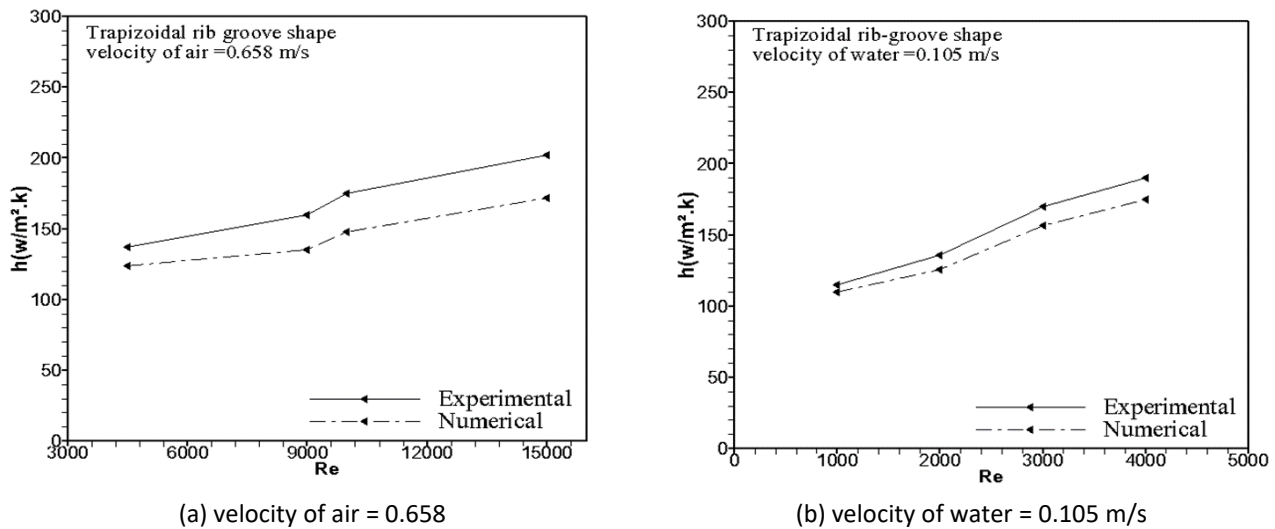 300
250
200
150
100
50
0
h(w/m².k)
Trapizoidal rib groove shape
velocity of air =0.658 m/s
Experimental
Numerical
3000 6000 9000 12000 15000
Re
(a) velocity of air = 0.658
300
250
200
150
100
50
0
h(w/m².k)
Trapizoidal rib-groove shape
velocity of water =0.105 m/s
Experimental
Numerical
0 1000 2000 3000 4000 5000
Re
(b) velocity of water = 0.105 m/s